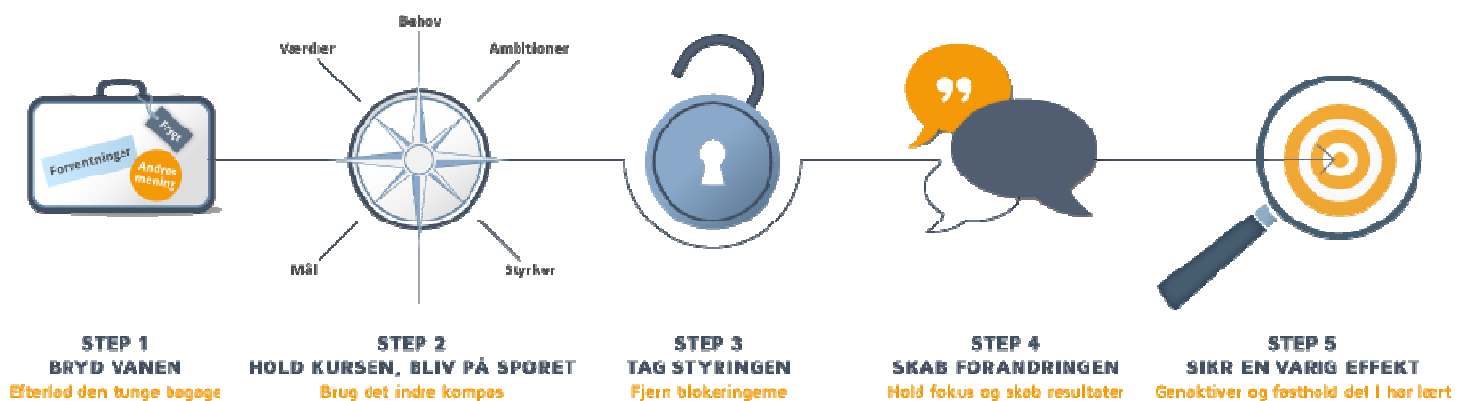 Behov
Værdier
Ambitioner
Frygt
Forventninger
Andres
mening
Mål
Styrker
STEP 1
BRYD VANEN
Efterlad den tunge bagage
STEP 2
HOLD KURSEN, BLIV PÅ SPORET
Brug det indre kompas
STEP 3
TAG STYRINGEN
Fjern blokeringerne
STEP 4
SKAB FORANDRINGEN
Hold fokus og skab resultater
STEP 5
SIKR EN VARIG EFFEKT
Genaktiver og fasthold det I har lært